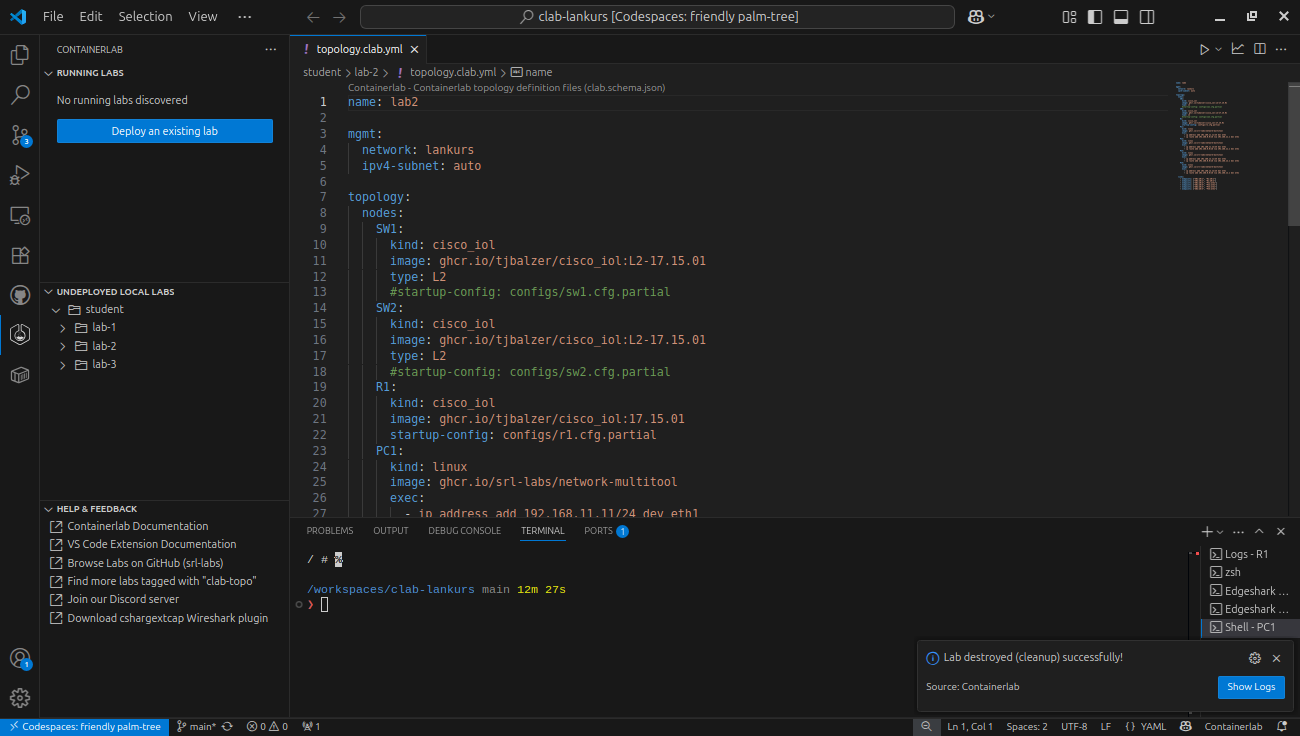 File Edit Selection View ···
clab-lankurs [Codespaces: friendly palm-tree]
CONTAINERLAB
RUNNING LABS
No running labs discovered
Deploy an existing lab
3
UNDEPLOYED LOCAL LABS
student
lab-1
lab-2
lab-3
HELP & FEEDBACK
Containerlab Documentation
VS Code Extension Documentation
Browse Labs on GitHub (srl-labs)
Find more labs tagged with "clab-topo"
Join our Discord server
Download cshargextcap Wireshark plugin
1
! topology.clab.yml
student > lab-2 > ! topology.clab.yml > name
Containerlab - Containerlab topology definition files (clab.schema.json)
1 name: lab2
2
3 mgmt:
4   network: lankurs
5   ipv4-subnet: auto
6
7 topology:
8   nodes:
9     SW1:
10       kind: cisco_iol
11       image: ghcr.io/tjbalzer/cisco_iol:L2-17.15.01
12       type: L2
13       #startup-config: configs/sw1.cfg.partial
14     SW2:
15       kind: cisco_iol
16       image: ghcr.io/tjbalzer/cisco_iol:L2-17.15.01
17       type: L2
18       #startup-config: configs/sw2.cfg.partial
19     R1:
20       kind: cisco_iol
21       image: ghcr.io/tjbalzer/cisco_iol:17.15.01
22       startup-config: configs/r1.cfg.partial
23     PC1:
24       kind: linux
25       image: ghcr.io/srl-labs/network-multitool
26       exec:
27         - ip address add 192.168.11.11/24 dev eth1
PROBLEMS OUTPUT DEBUG CONSOLE TERMINAL PORTS 1
/ # %
/workspaces/clab-lankurs main 12m 27s
❯
Logs - R1
zsh
Edgeshark ...
Edgeshark ...
Shell - PC1
Lab destroyed (cleanup) successfully!
Source: Containerlab
Show Logs
Codespaces: friendly palm-tree main* 0 0 1 Ln 1, Col 1 Spaces: 2 UTF-8 LF {} YAML Containerlab